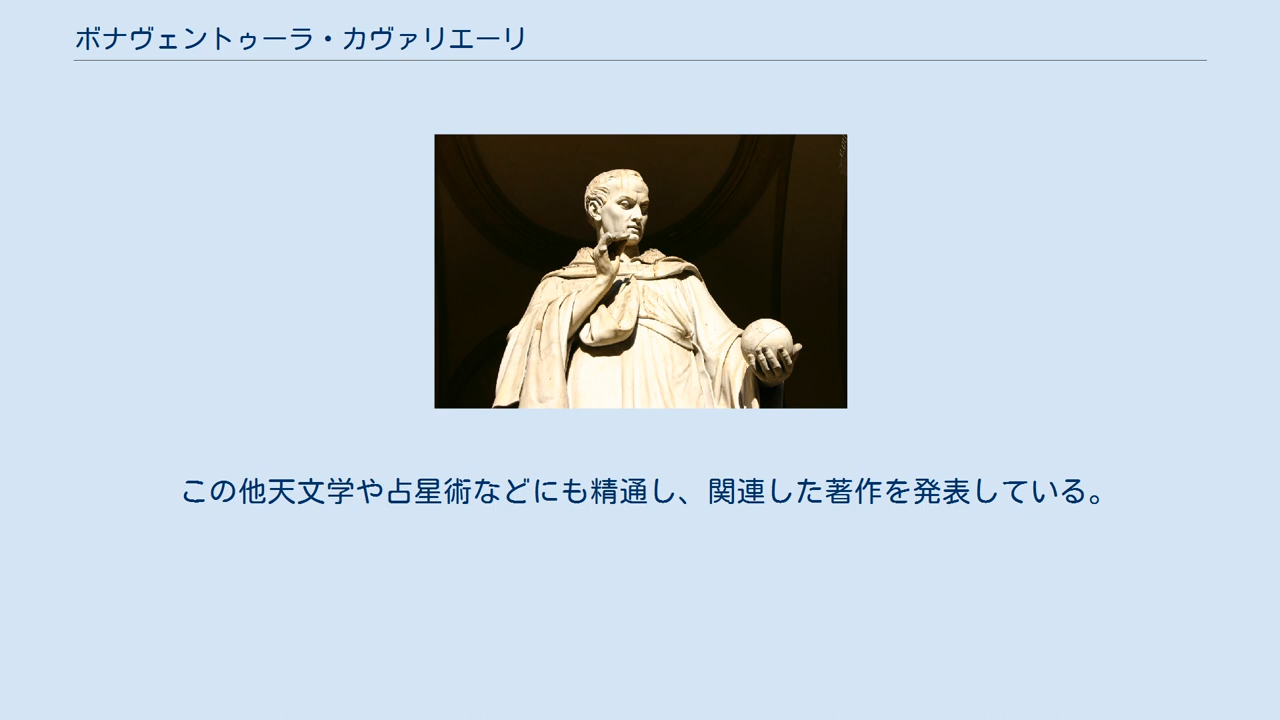 ボナヴェントゥーラ・カヴァリエーリ
この他天文学や占星術などにも精通し、関連した著作を発表している。